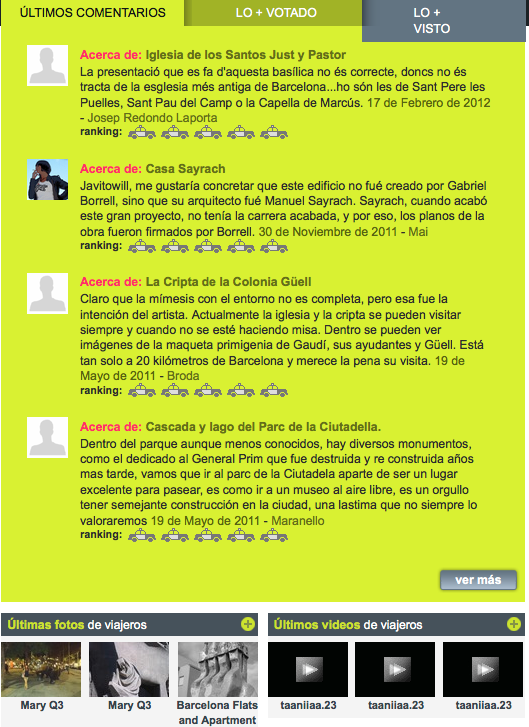 ÚLTIMOS COMENTARIOS
LO + VOTADO
LO +
VISTO
Acerca de: Iglesia de los Santos Just y Pastor
La presentació que es fa d'aquesta basílica no és correcte, doncs no és
tracta de la esglesia més antiga de Barcelona...ho són les de Sant Pere les
Puelles, Sant Pau del Camp o la Capella de Marcús. 17 de Febrero de 2012
- Josep Redondo Laporta
ranking:
Acerca de: Casa Sayrach
Javitowill, me gustaría concretar que este edificio no fué creado por Gabriel
Borrell, sino que su arquitecto fué Manuel Sayrach. Sayrach, cuando acabó
este gran proyecto, no tenía la carrera acabada, y por eso, los planos de la
obra fueron firmados por Borrell. 30 de Noviembre de 2011 - Mai
ranking:
Acerca de: La Cripta de la Colonia Güell
Claro que la mímesis con el entorno no es completa, pero esa fue la
intención del artista. Actualmente la iglesia y la cripta se pueden visitar
siempre y cuando no se esté haciendo misa. Dentro se pueden ver
imágenes de la maqueta primigenia de Gaudí, sus ayudantes y Güell. Está
tan solo a 20 kilómetros de Barcelona y merece la pena su visita. 19 de
Mayo de 2011 - Broda
ranking:
Acerca de: Cascada y lago del Parc de la Ciutadella.
Dentro del parque aunque menos conocidos, hay diversos monumentos,
como el dedicado al General Prim que fue destruida y re construida años
mas tarde, vamos que ir al parc de la Ciutadela aparte de ser un lugar
excelente para pasear, es como ir a un museo al aire libre, es un orgullo
tener semejante construcción en la ciudad, una lastima que no siempre lo
valoraremos 19 de Mayo de 2011 - Maranello
ranking:
ver más
Últimas fotos de viajeros
Últimos videos de viajeros
Mary Q3
Mary Q3
Barcelona Flats
and Apartment
taaniiaa.23
taaniiaa.23
taaniiaa.23